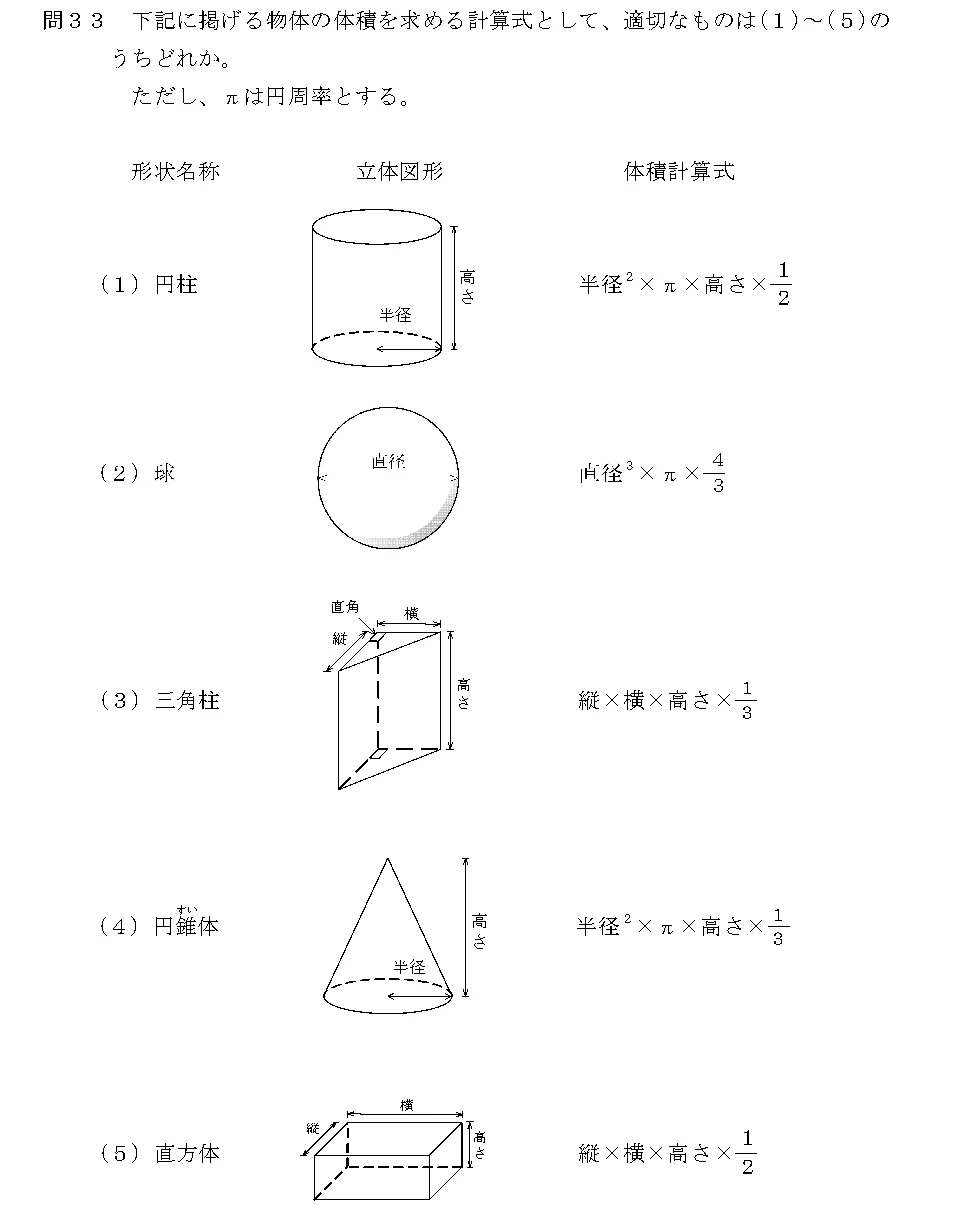 問３３　下記に掲げる物体の体積を求める計算式として、適切なものは(１)～(５)の
うちどれか。
ただし、πは円周率とする。
形状名称　立体図形　体積計算式
(１) 円柱　半径²×π×高さ×1/2
高さ
半径
(２) 球　直径³×π×4/3
直径
直角
横
縦
高さ
(３) 三角柱　縦×横×高さ×1/3
すい
(４) 円錐体　半径²×π×高さ×1/3
高さ
半径
横
縦
高さ
(５) 直方体　縦×横×高さ×1/2